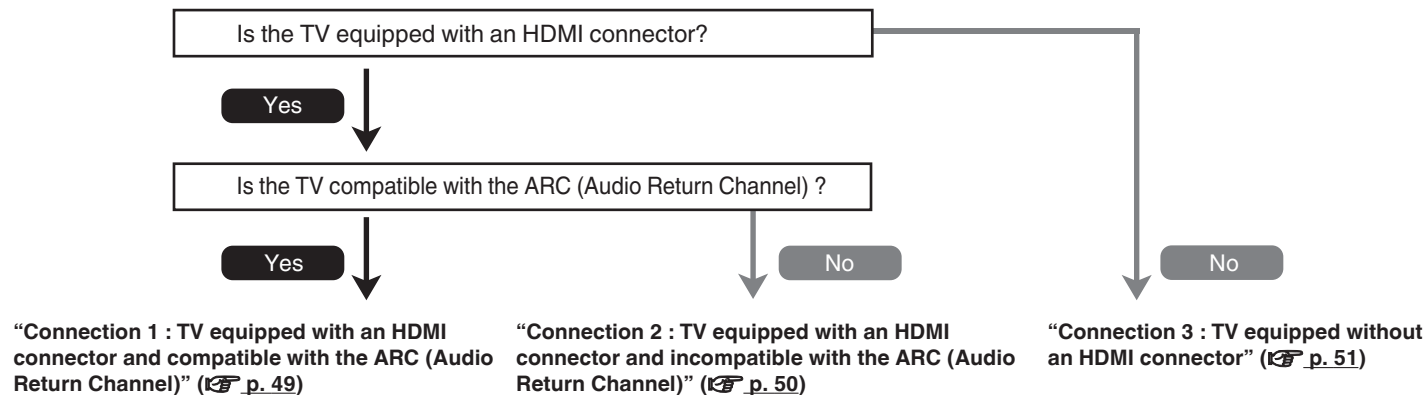 Is the TV equipped with an HDMI connector?
Yes
Is the TV compatible with the ARC (Audio Return Channel) ?
Yes
No
No
“Connection 1 : TV equipped with an HDMI
connector and compatible with the ARC (Audio
Return Channel)” (☞ p. 49)
“Connection 2 : TV equipped with an HDMI
connector and incompatible with the ARC (Audio
Return Channel)” (☞ p. 50)
“Connection 3 : TV equipped without
an HDMI connector” (☞ p. 51)